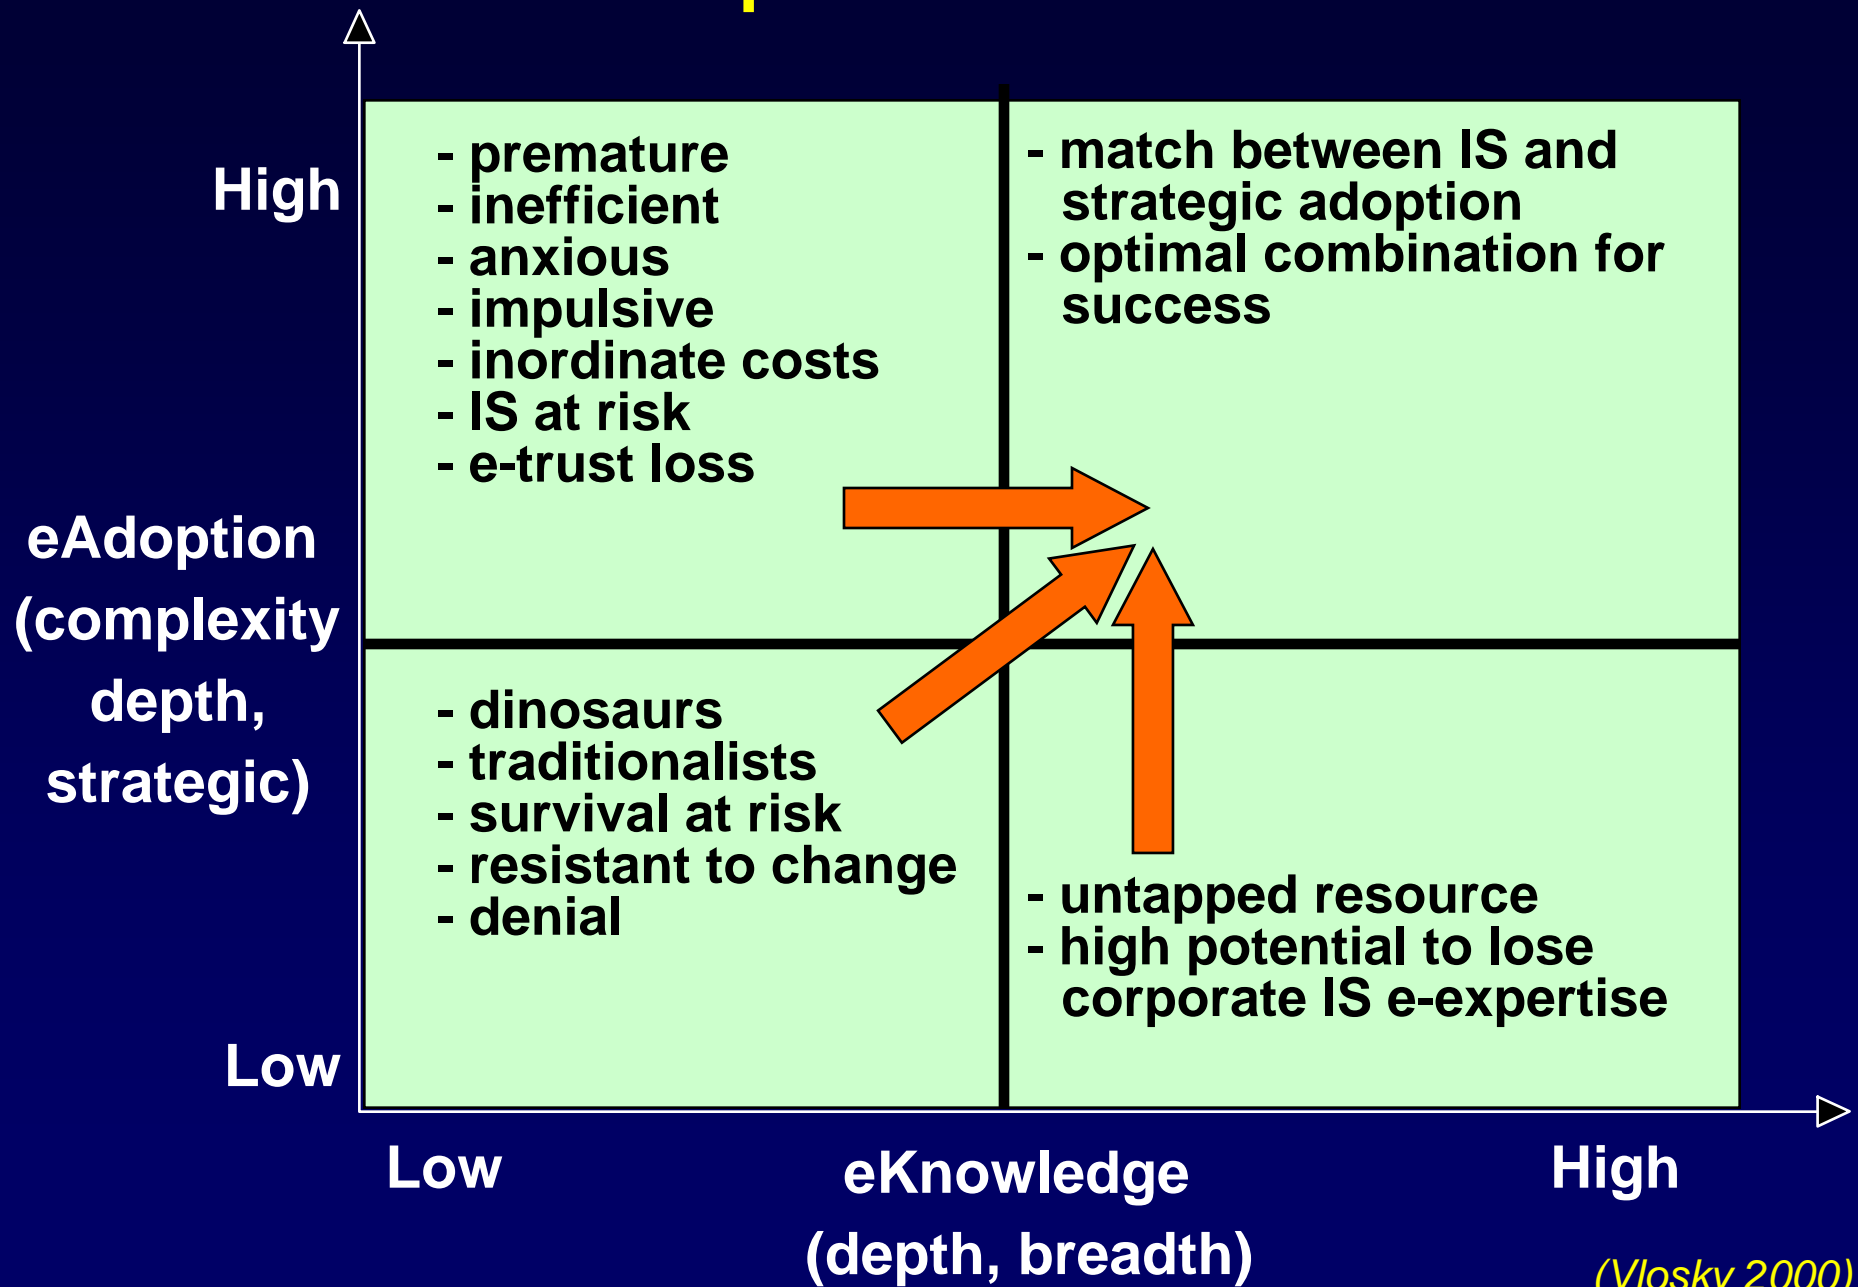 High
- premature
- inefficient
- anxious
- impulsive
- inordinate costs
- IS at risk
- e-trust loss
- match between IS and
strategic adoption
- optimal combination for
success
eAdoption
(complexity
depth,
strategic)
- dinosaurs
- traditionalists
- survival at risk
- resistant to change
- denial
- untapped resource
- high potential to lose
corporate IS e-expertise
Low
Low
eKnowledge
(depth, breadth)
High
(Vlosky 2000)